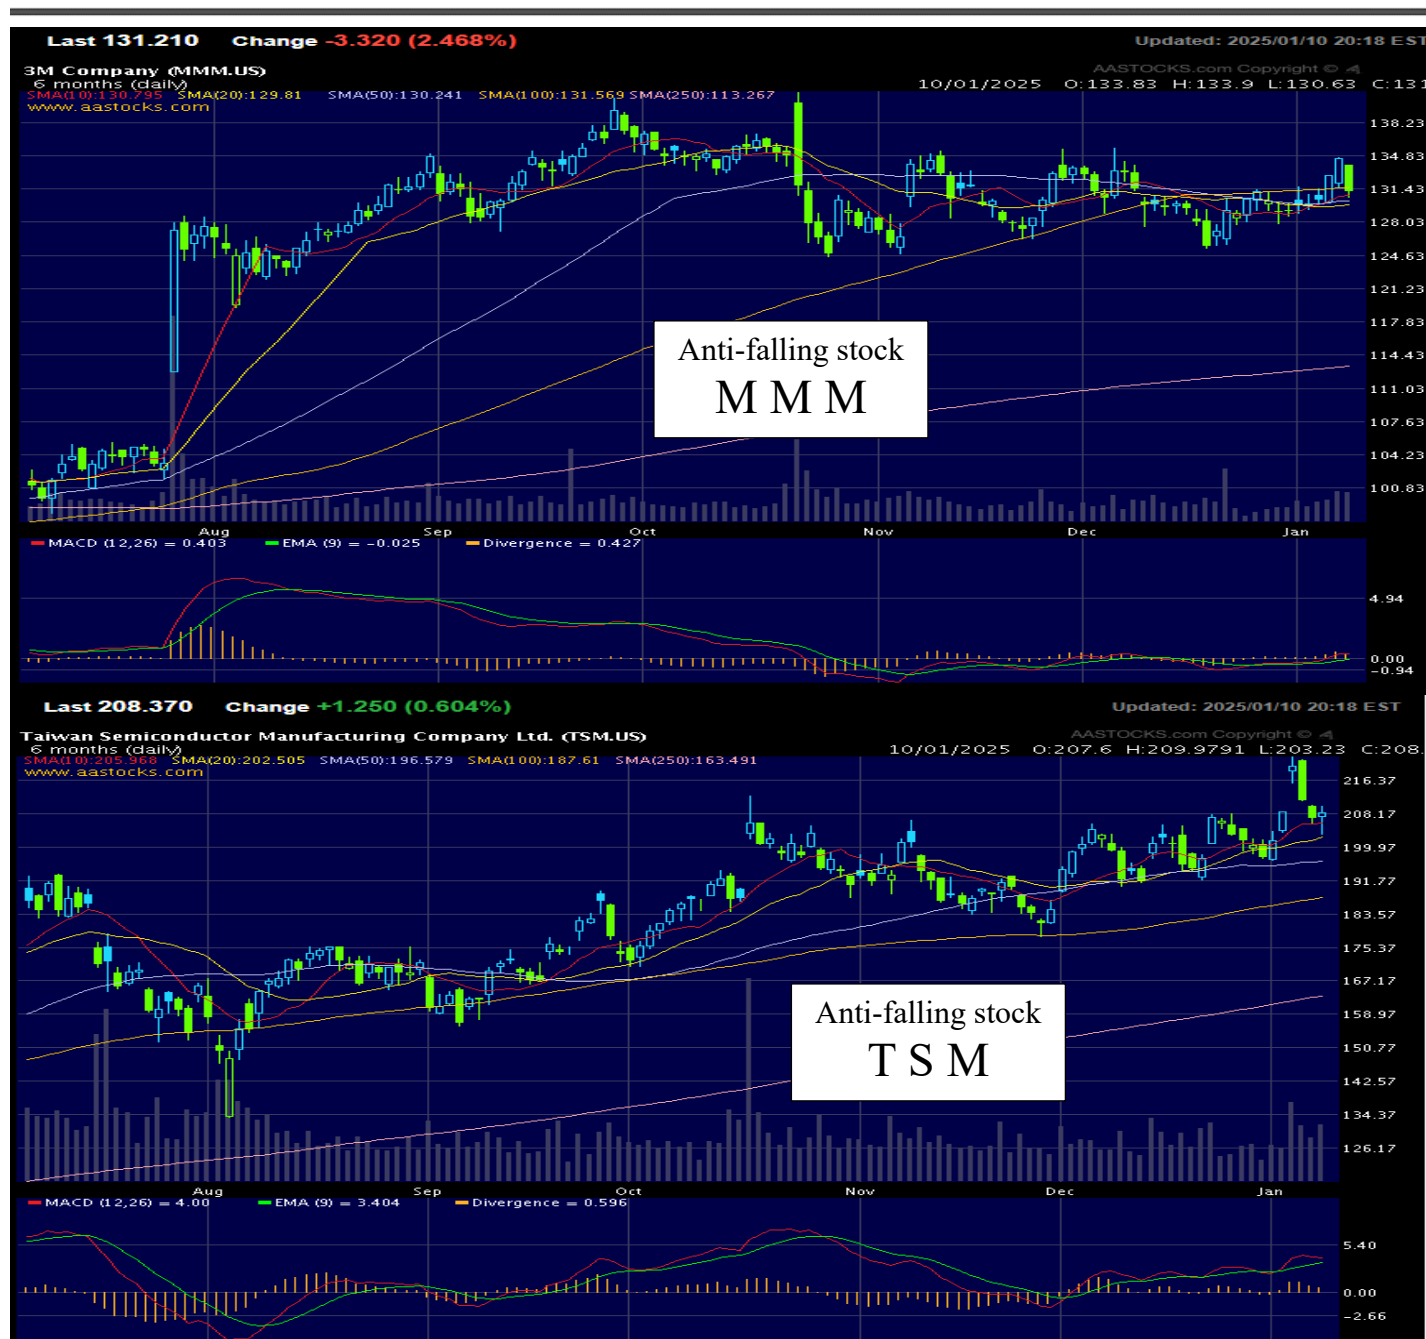 Last 131.210 Change -3.320 (2.468%) Updated: 2025/01/10 20:18 EST
3M Company (MMM.US) AASTOCKS.com Copyright ©
6 months (daily) 10/01/2025 O:133.83 H:133.9 L:130.63 C:131
SMA(10):130.795 SMA(20):129.81 SMA(50):130.241 SMA(100):131.569 SMA(250):113.267
www.aastocks.com
138.23
134.83
131.43
128.03
124.63
121.23
117.83
Anti-falling stock
M M M
114.43
111.03
107.63
104.23
100.83
Aug Sep Oct Nov Dec Jan
MACD (12,26) = 0.403 EMA (9) = -0.025 Divergence = 0.427
4.94
0.00
-0.94
Last 208.370 Change +1.250 (0.604%) Updated: 2025/01/10 20:18 EST
Taiwan Semiconductor Manufacturing Company Ltd. (TSM.US) AASTOCKS.com Copyright ©
6 months (daily) 10/01/2025 O:207.6 H:209.9791 L:203.23 C:208.
SMA(10):205.968 SMA(20):202.505 SMA(50):196.579 SMA(100):187.61 SMA(250):163.491
www.aastocks.com
216.37
208.17
199.97
191.77
183.57
175.37
167.17
Anti-falling stock
T S M
158.97
150.77
142.57
134.37
126.17
Aug Sep Oct Nov Dec Jan
MACD (12,26) = 4.00 EMA (9) = 3.404 Divergence = 0.596
5.40
0.00
-2.66